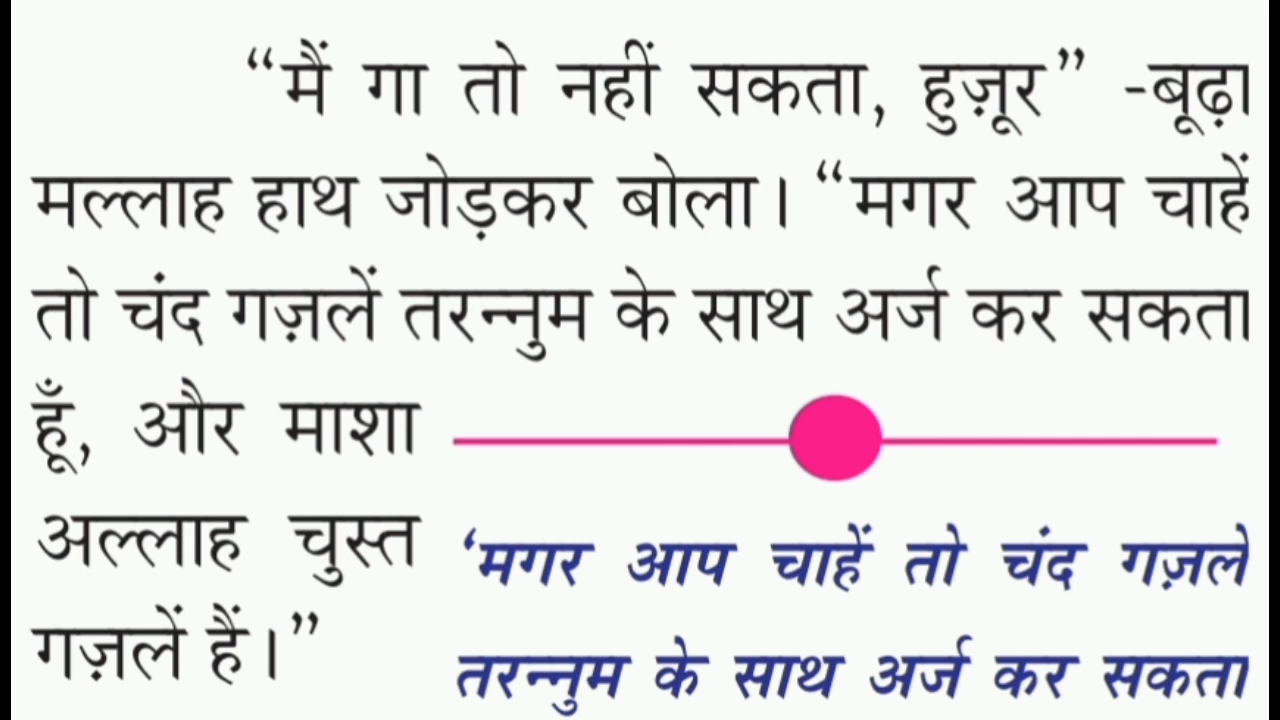 “मैं गा तो नहीं सकता, हुज़ूर” -बूढ़ा
मल्लाह हाथ जोड़कर बोला। “मगर आप चाहें
तो चंद गज़लें तरन्नुम के साथ अर्ज कर सकता
हूँ, और माशा
अल्लाह चुस्त
गज़लें हैं।”
‘मगर आप चाहें तो चंद गज़ले
तरन्नुम के साथ अर्ज कर सकता